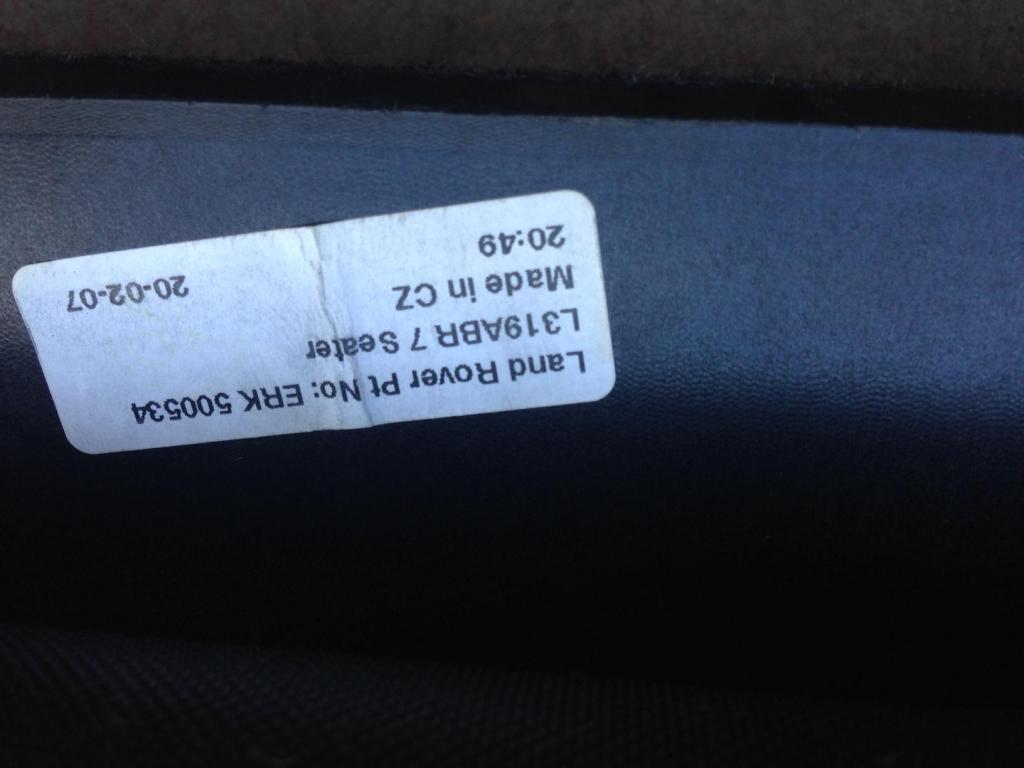 Land Rover Pt No: ERK 500534
L319ABR 7 Seater
Made in CZ
20:49 20-02-07